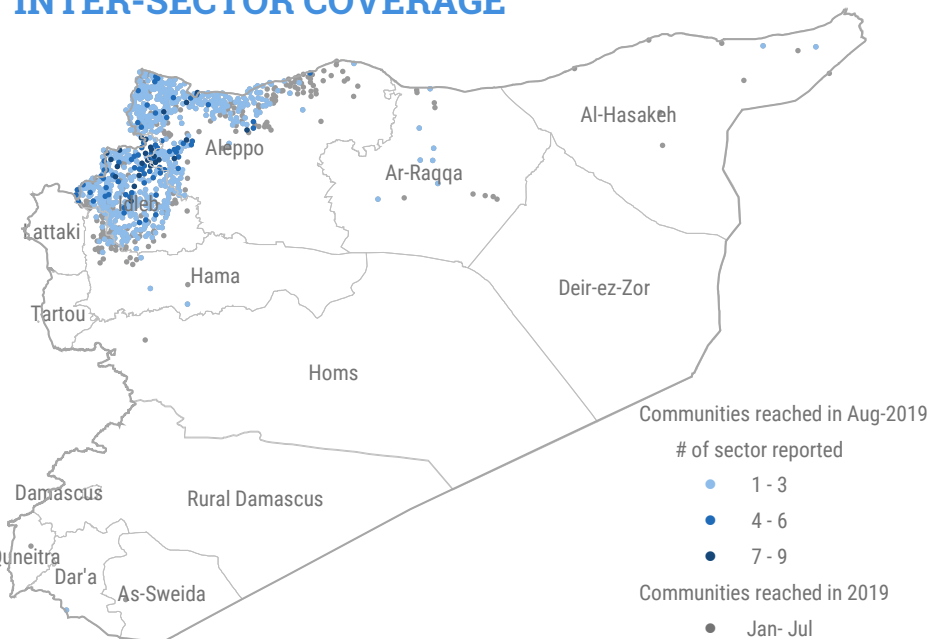 INTER-SECTOR COVERAGE
Al-Hasakeh
Aleppo
Ar-Raqqa
Idleb
Lattaki
Hama
Deir-ez-Zor
Tartou
Homs
Communities reached in Aug-2019
# of sector reported
1 - 3
4 - 6
7 - 9
Communities reached in 2019
Jan- Jul
Damascus
Rural Damascus
Quneitra
Dar'a
As-Sweida